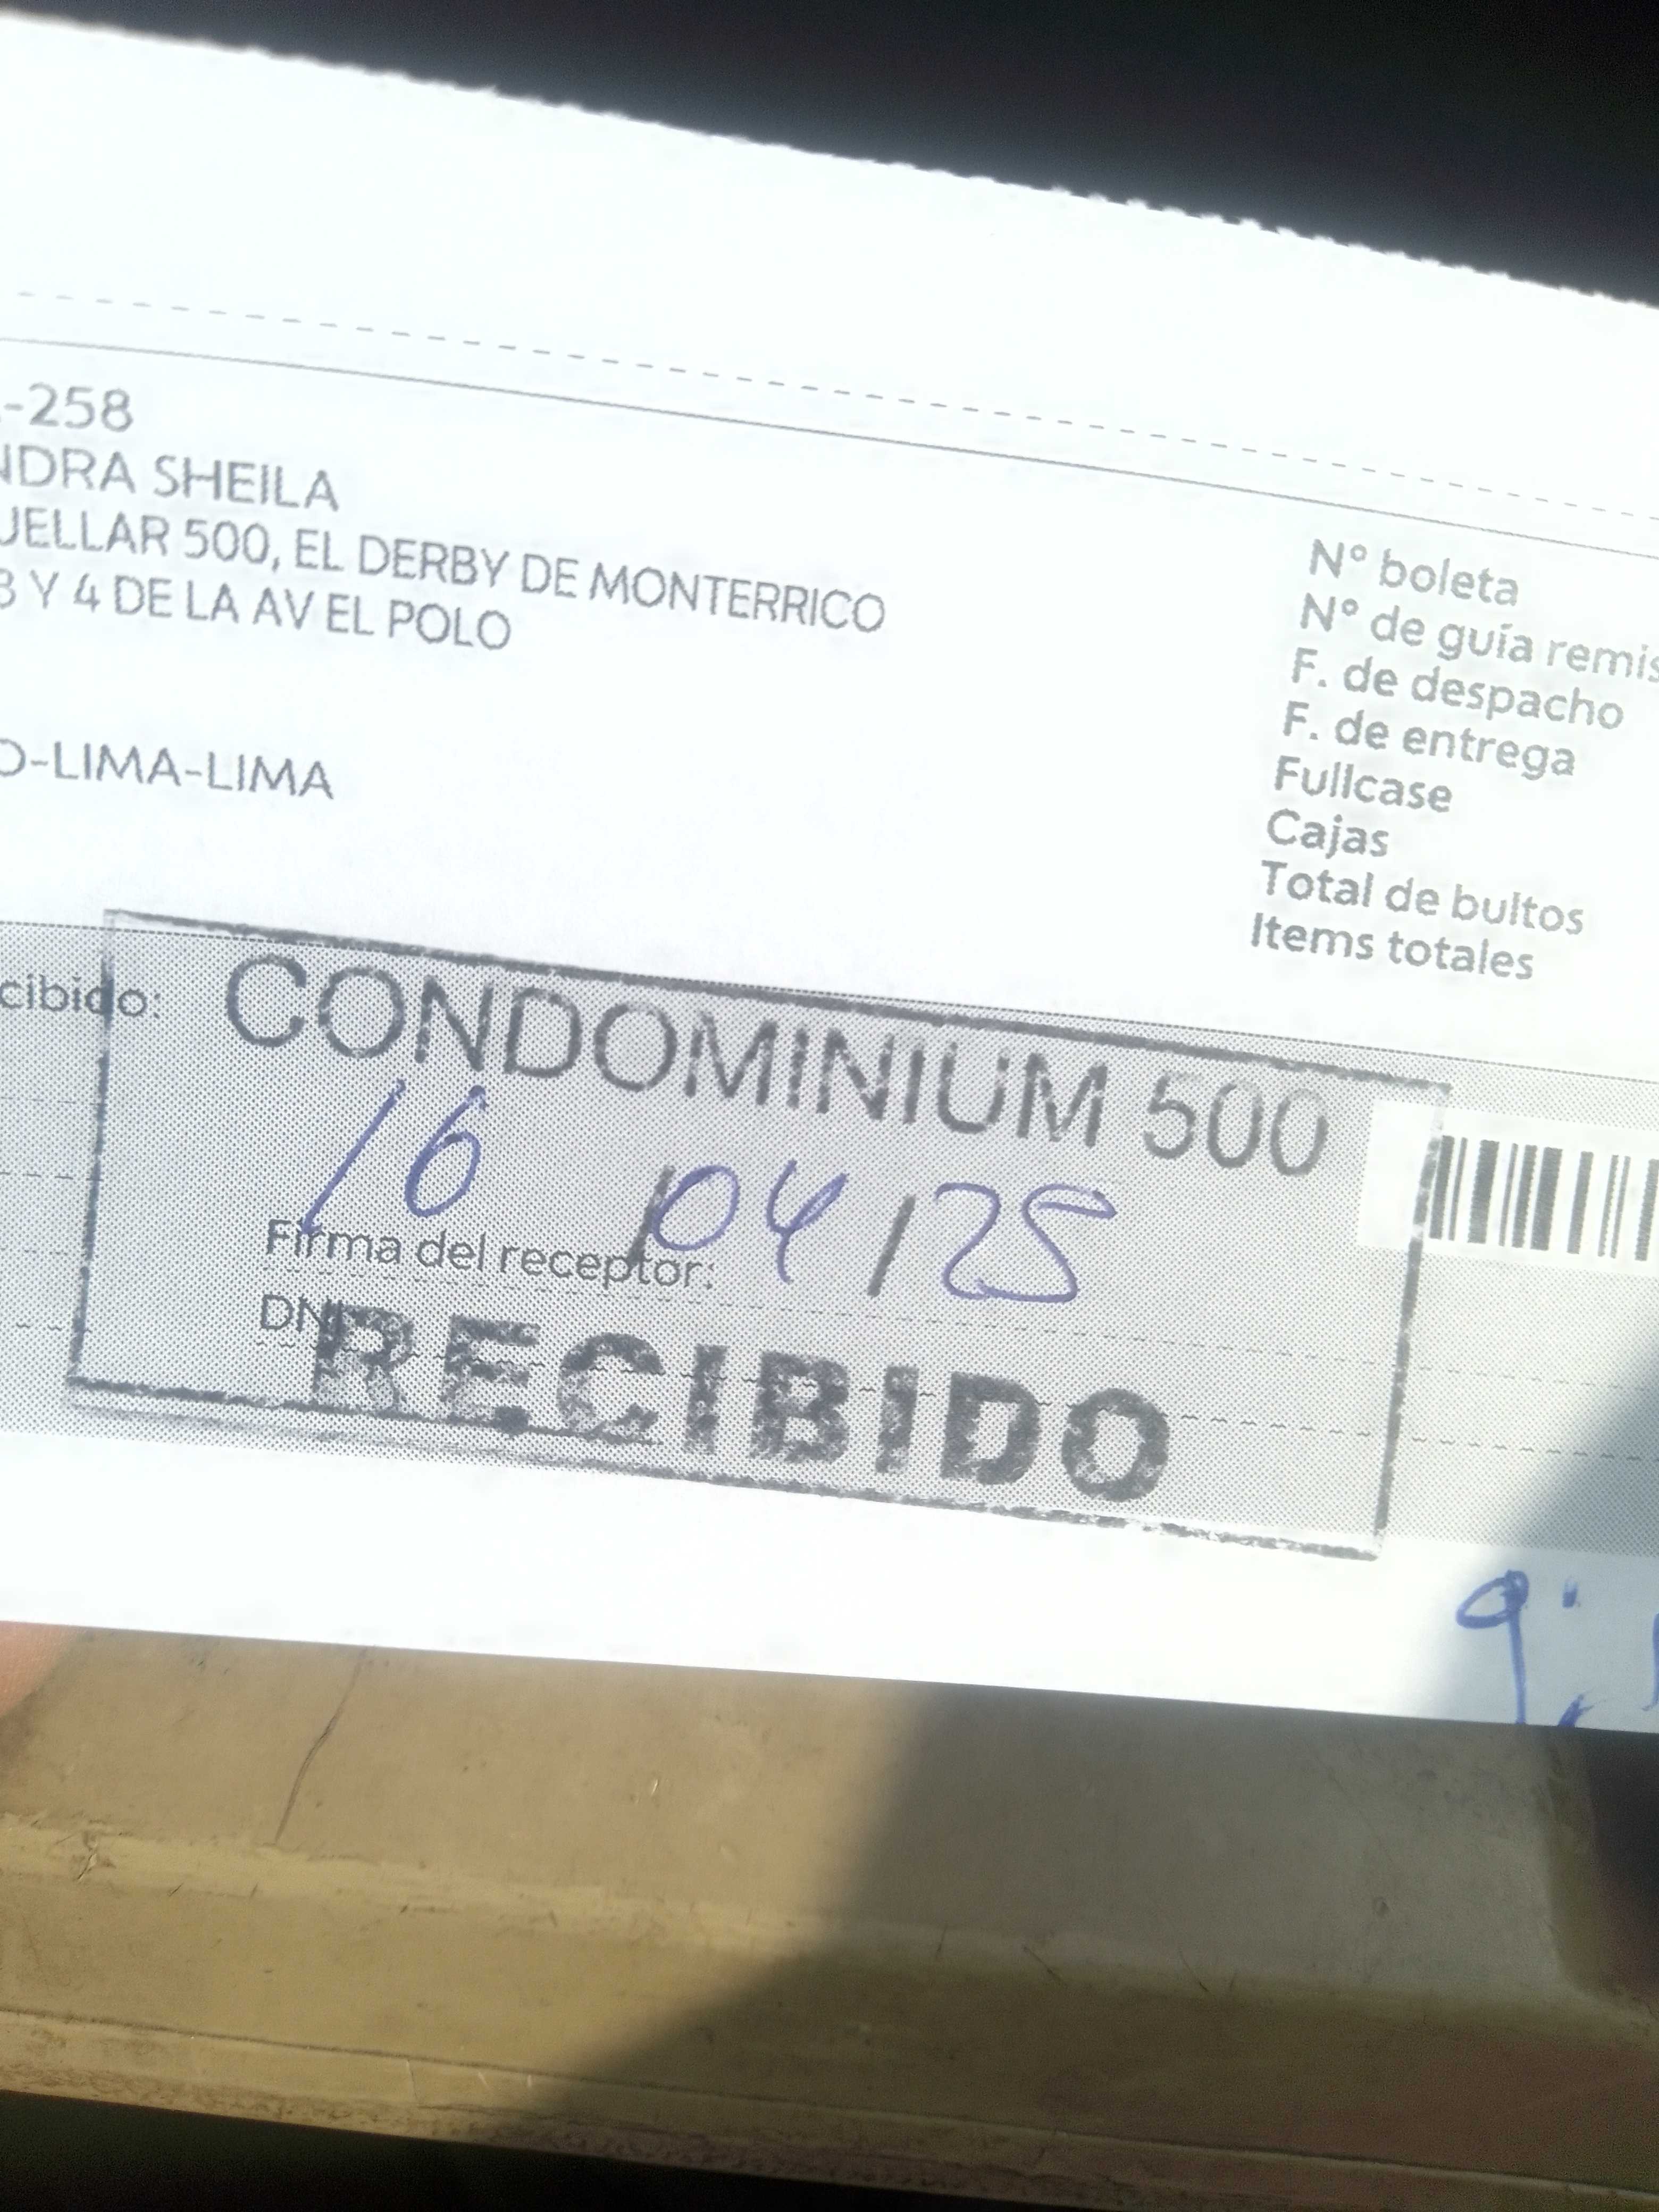 -258
NDRA SHEILA
UELLAR 500, EL DERBY DE MONTERRICO
3 Y 4 DE LA AV EL POLO
O-LIMA-LIMA
N° boleta
N° de guía remis
F. de despacho
F. de entrega
Fullcase
Cajas
Total de bultos
Items totales
cibido:
CONDOMINIUM 500
16 /04/25
Firma del receptor:
DNI
RECIBIDO